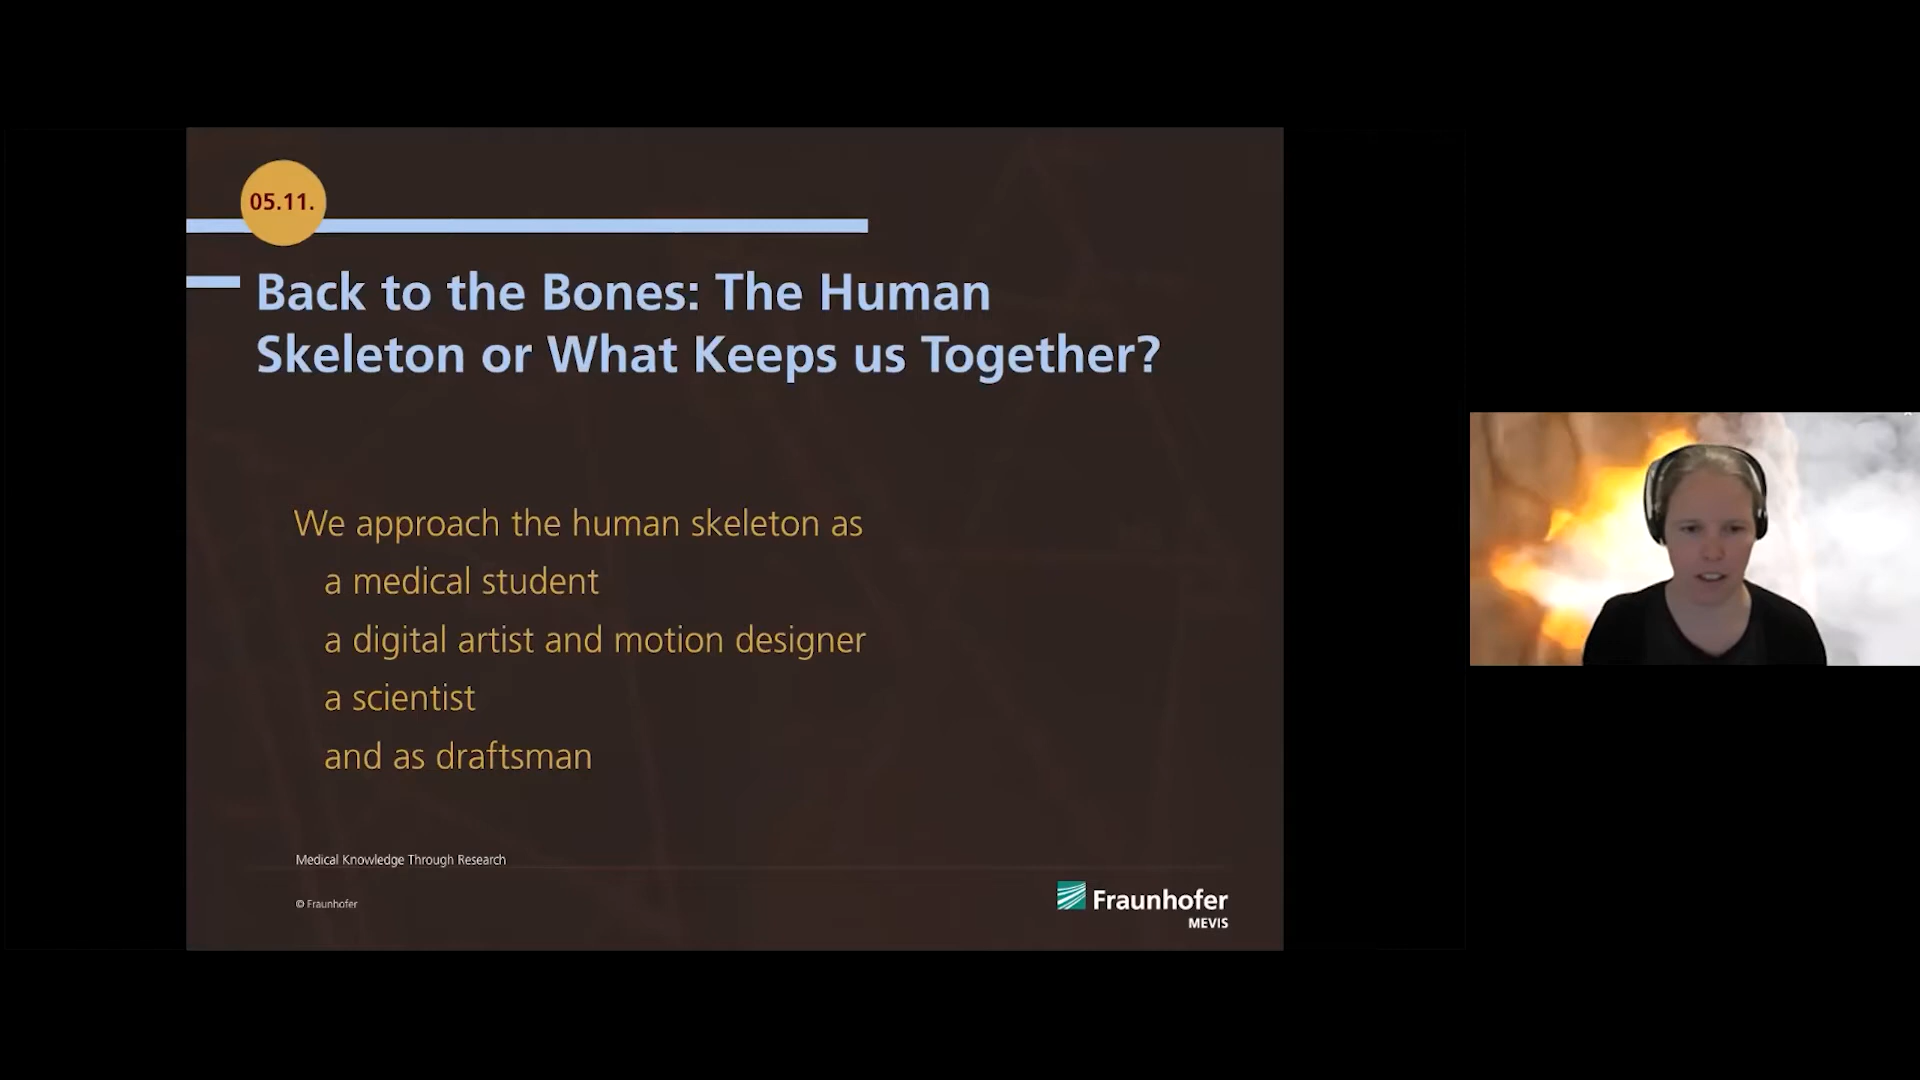 05.11.
Back to the Bones: The Human
Skeleton or What Keeps us Together?
We approach the human skeleton as
a medical student
a digital artist and motion designer
a scientist
and as draftsman
Medical Knowledge Through Research
© Fraunhofer
Fraunhofer
MEVIS